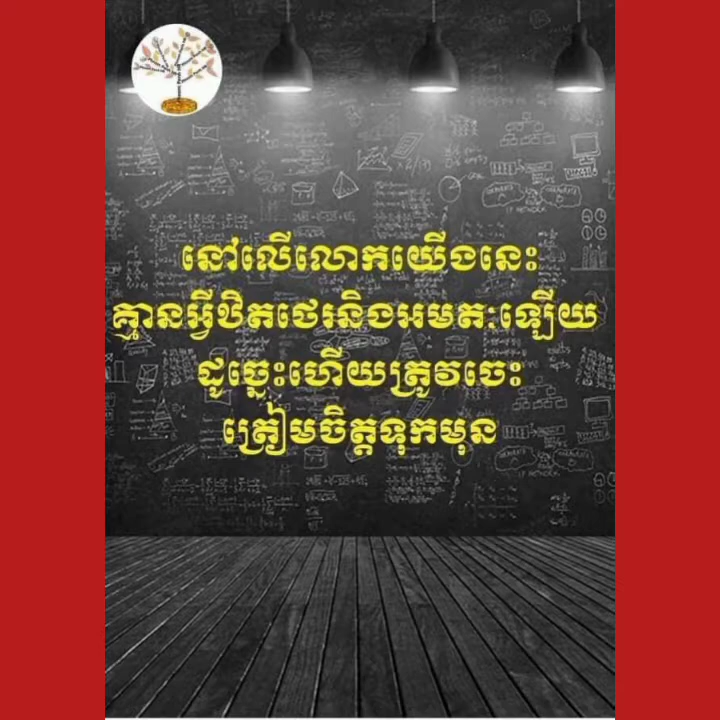 នៅលើលោកយើងនេះ
គ្មានអ្វីឋិតថេរនិងអមតៈឡើយ
ដូច្នេះហើយត្រូវចេះ
ត្រៀមចិត្តទុកមុន